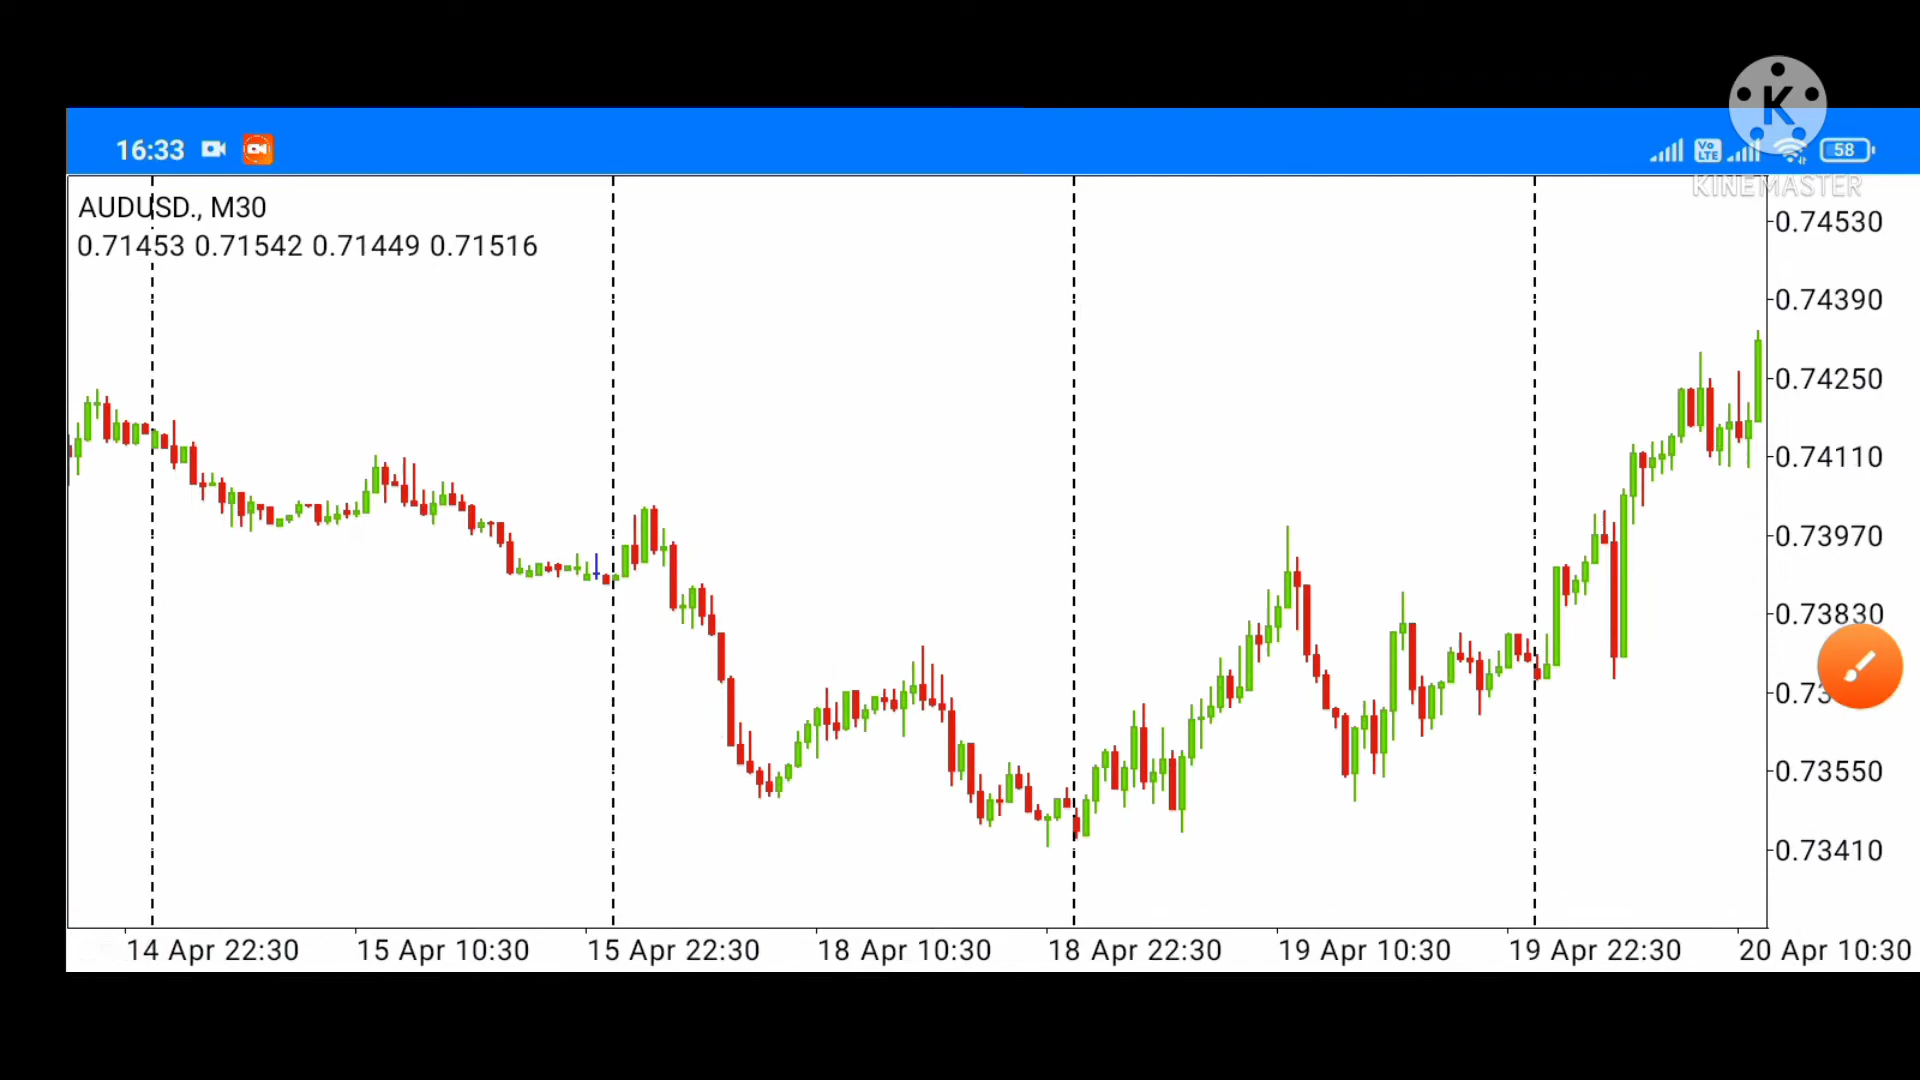 K
16:33
Vo
LTE
58
KINEMASTER
AUDUSD., M30
0.71453 0.71542 0.71449 0.71516
0.74530
0.74390
0.74250
0.74110
0.73970
0.73830
0.73550
0.73410
14 Apr 22:30 15 Apr 10:30 15 Apr 22:30 18 Apr 10:30 18 Apr 22:30 19 Apr 10:30 19 Apr 22:30 20 Apr 10:30